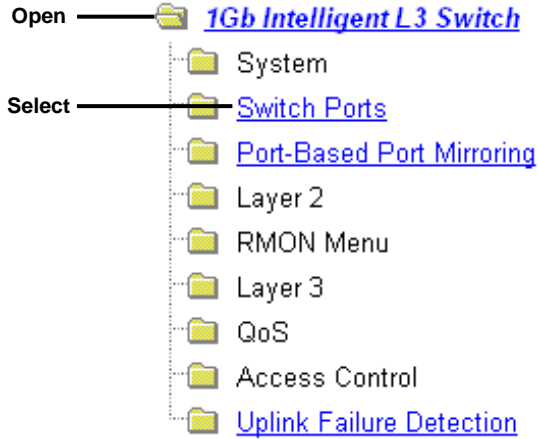 Open 1Gb Intelligent L3 Switch
System
Select Switch Ports
Port-Based Port Mirroring
Layer 2
RMON Menu
Layer 3
QoS
Access Control
Uplink Failure Detection